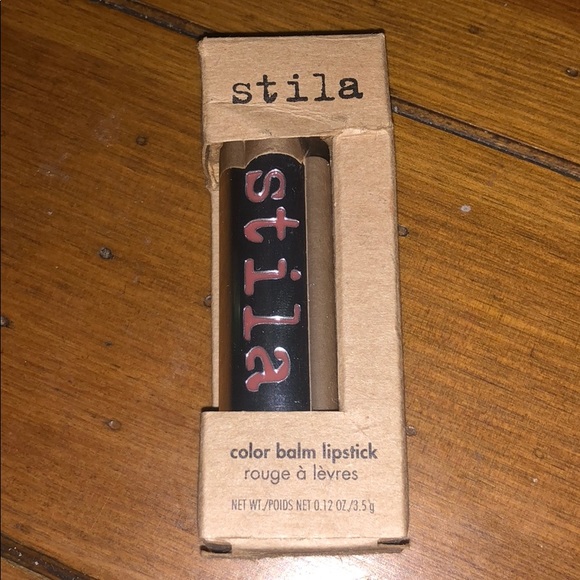 stila
stila
color balm lipstick
rouge à lèvres
NET WT./POIDS NET 0.12 OZ./3.5 g